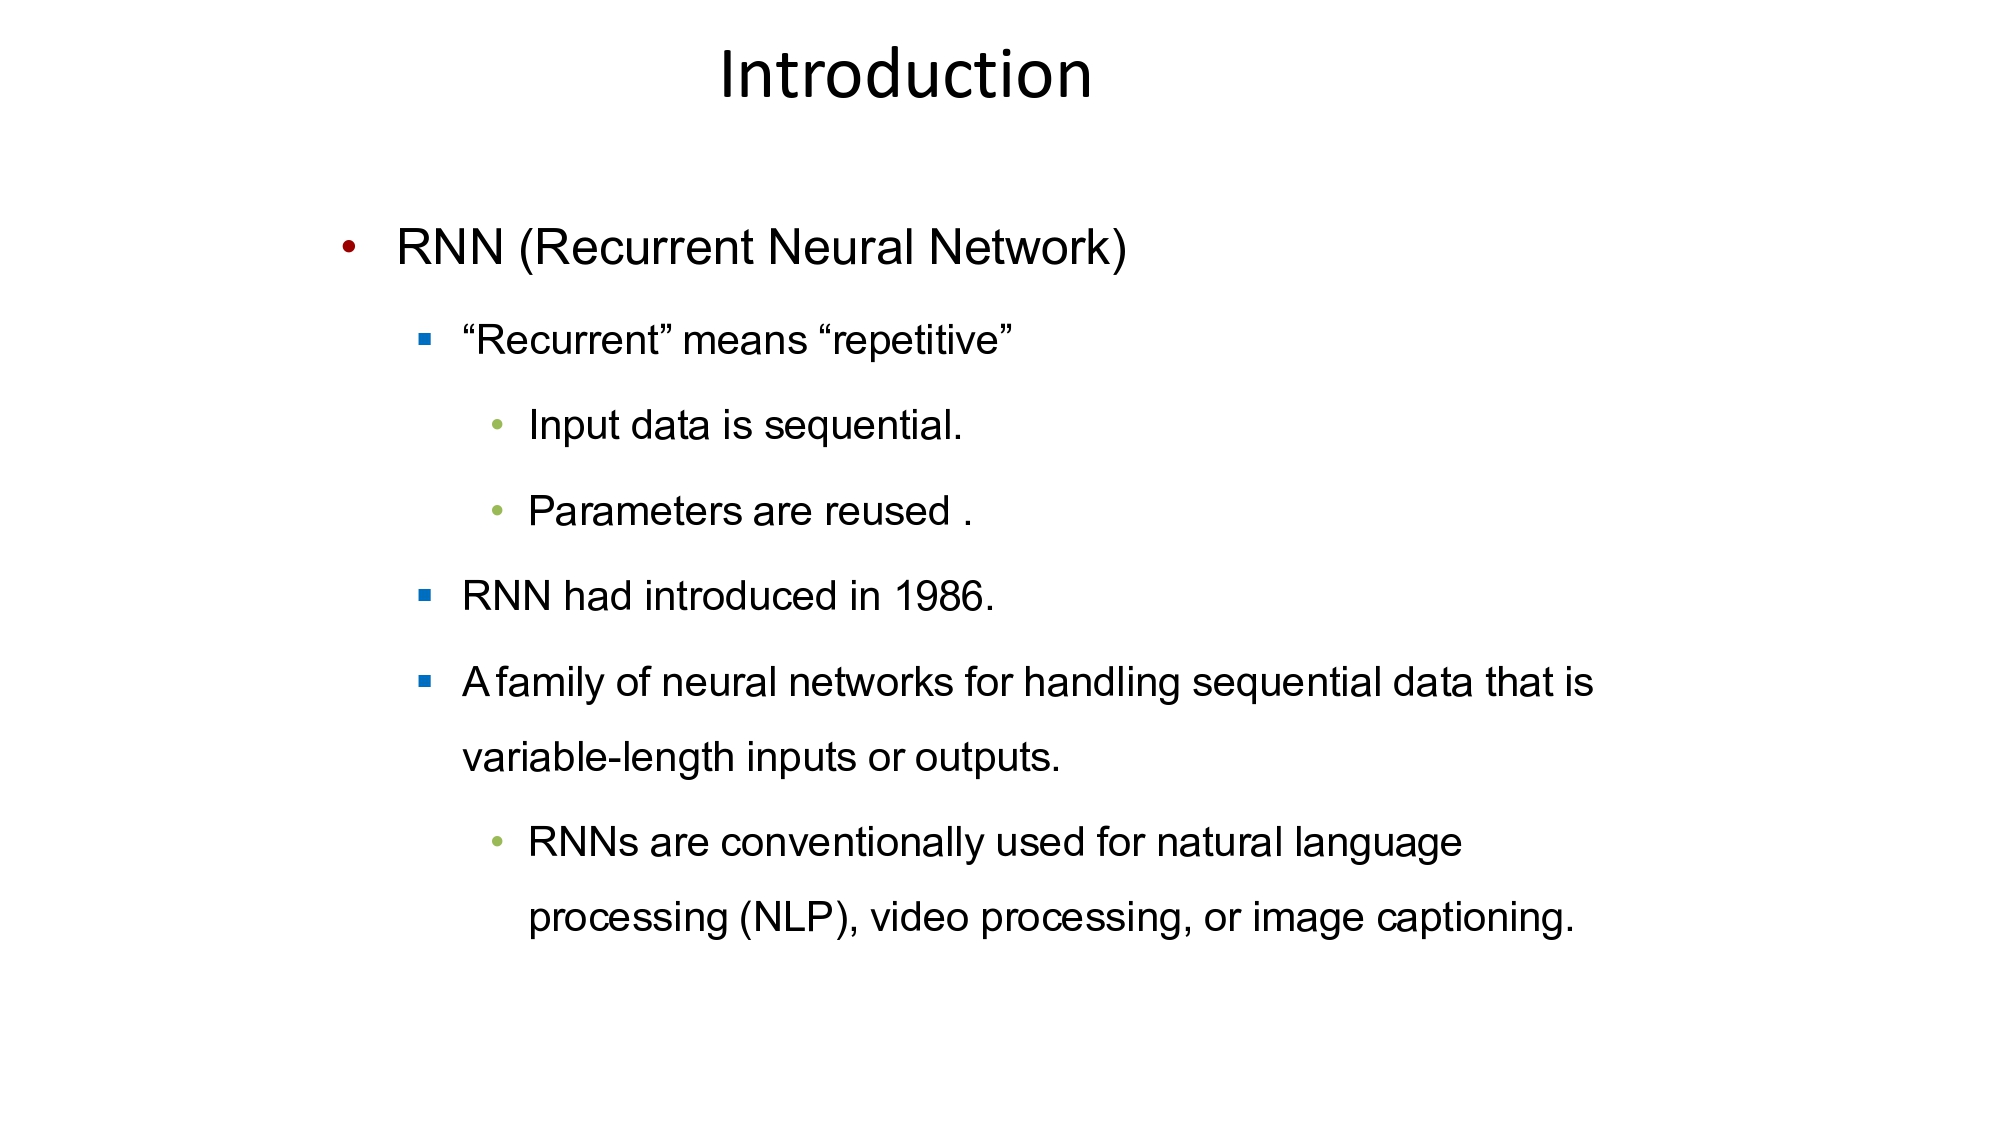 Introduction
• RNN (Recurrent Neural Network)
▪ “Recurrent” means “repetitive”
• Input data is sequential.
• Parameters are reused .
▪ RNN had introduced in 1986.
▪ A family of neural networks for handling sequential data that is
variable-length inputs or outputs.
• RNNs are conventionally used for natural language
processing (NLP), video processing, or image captioning.